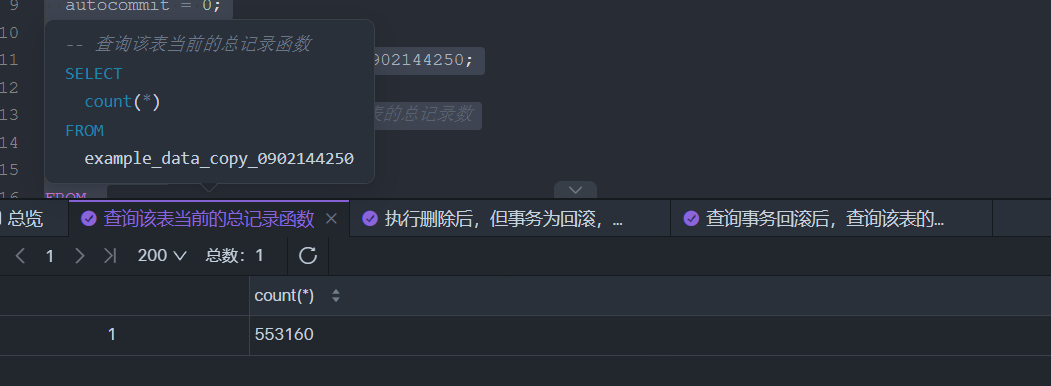 9 autocommit = 0;
10
-- 查询该表当前的总记录函数
11 902144250;
SELECT
12
count(*)
13 表的总记录数
FROM
14
example_data_copy_0902144250
15
16 FROM
总览 查询该表当前的总记录函数 × 执行删除后，但事务为回滚，... 查询事务回滚后，查询该表的...
1 200 总数：1
count(*)
1 553160